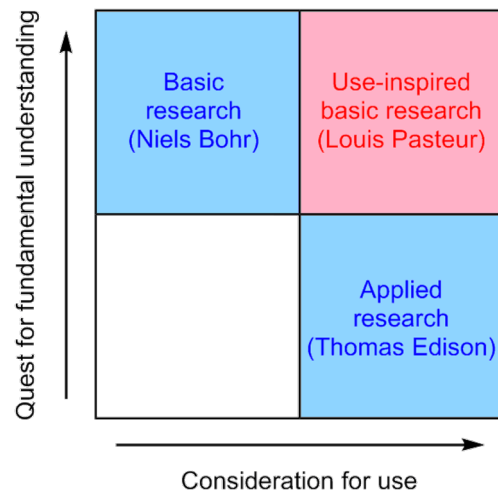 Quest for fundamental understanding
Basic
research
(Niels Bohr)
Use-inspired
basic research
(Louis Pasteur)
Applied
research
(Thomas Edison)
Consideration for use